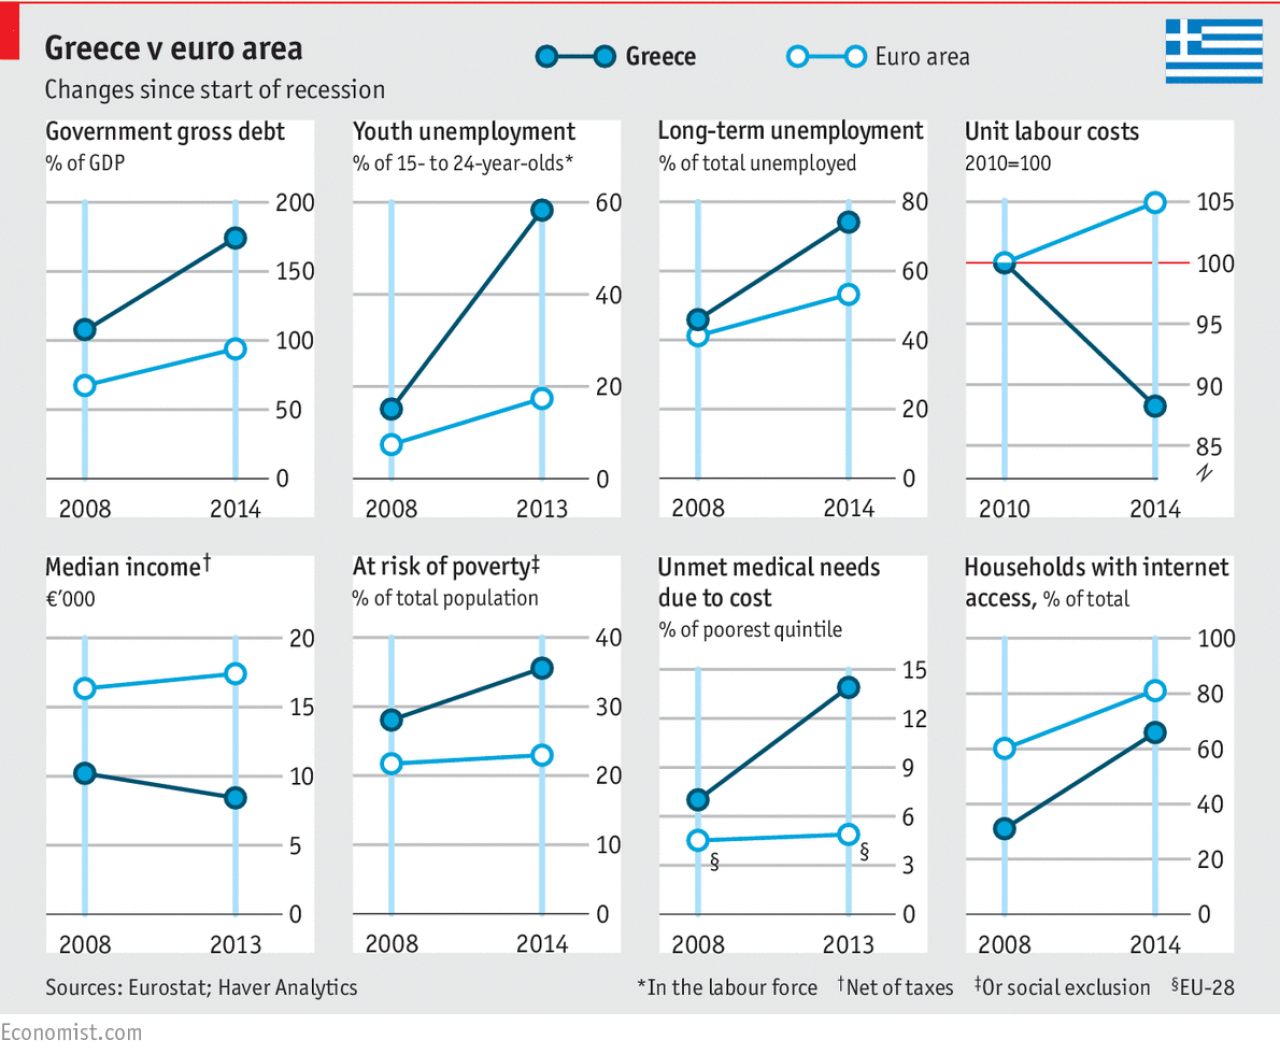 Greece v euro area
Changes since start of recession
Greece
Euro area
Government gross debt
% of GDP
200
150
100
50
0
2008 2014
Youth unemployment
% of 15- to 24-year-olds*
60
40
20
0
2008 2013
Long-term unemployment
% of total unemployed
80
60
40
20
0
2008 2014
Unit labour costs
2010=100
105
100
95
90
85
2010 2014
Median income†
€’000
20
15
10
5
0
2008 2013
At risk of poverty‡
% of total population
40
30
20
10
0
2008 2014
Unmet medical needs
due to cost
% of poorest quintile
15
12
9
6
3
0
§ §
2008 2013
Households with internet
access, % of total
100
80
60
40
20
0
2008 2014
Sources: Eurostat; Haver Analytics
*In the labour force †Net of taxes ‡Or social exclusion §EU-28
Economist.com